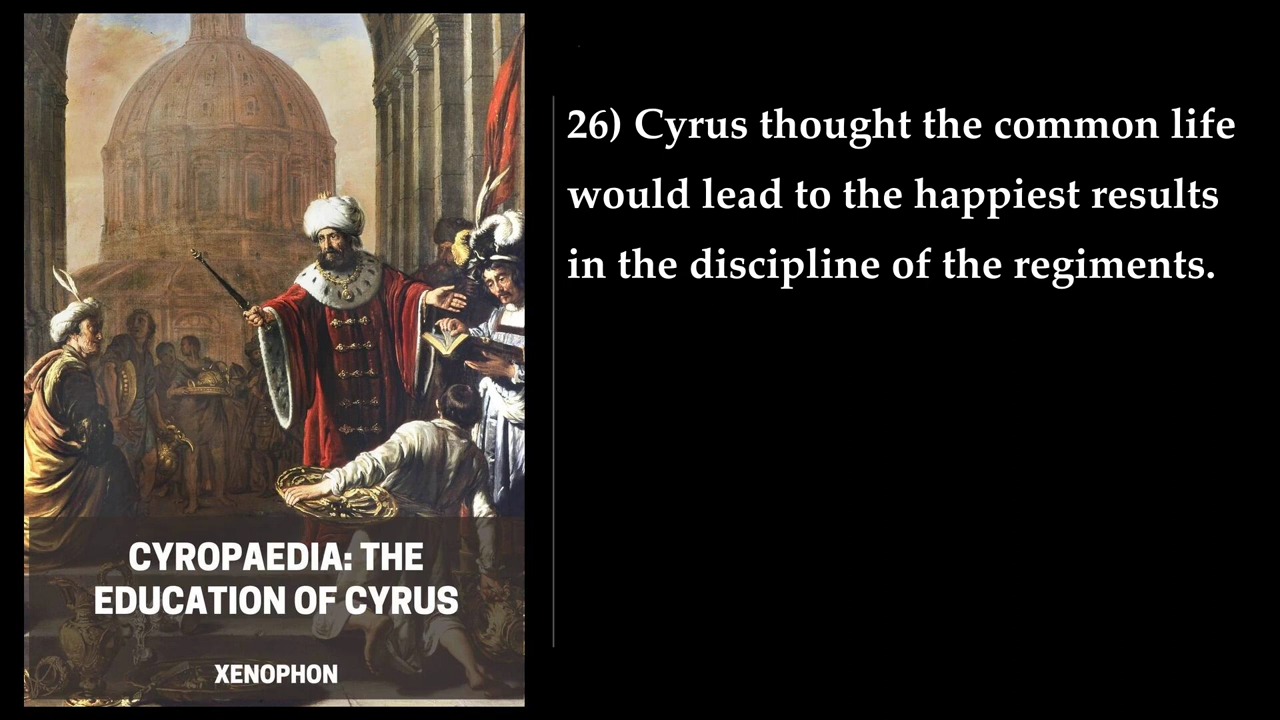 26) Cyrus thought the common life
would lead to the happiest results
in the discipline of the regiments.
CYROPAEDIA: THE
EDUCATION OF CYRUS
XENOPHON